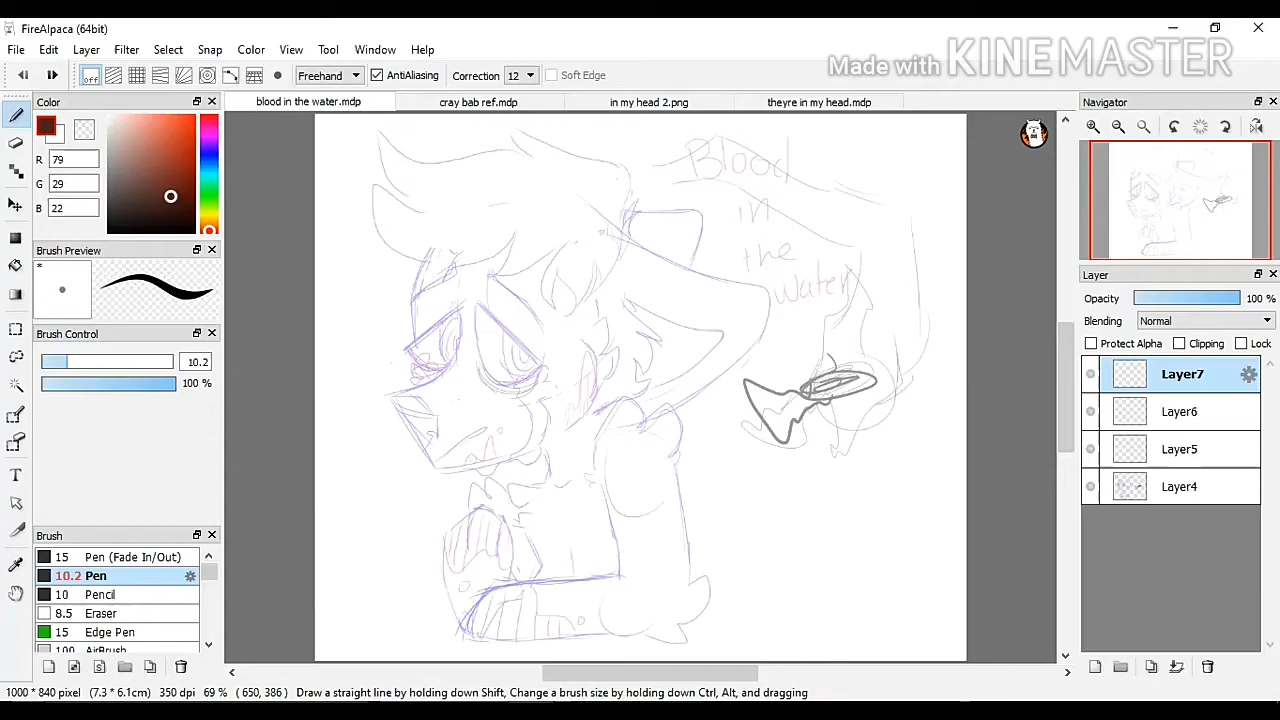 FireAlpaca (64bit)
File Edit Layer Filter Select Snap Color View Tool Window Help
Made with KINEMASTER
off Freehand AntiAliasing Correction 12 Soft Edge
Color
blood in the water.mdp cray bab ref.mdp in my head 2.png theyre in my head.mdp
Navigator
R 79
G 29
B 22
Brush Preview
*
Blood
in
the
water
Layer
Opacity 100 %
Blending Normal
Protect Alpha Clipping Lock
Brush Control
10.2
100 %
Layer7
Layer6
Layer5
Layer4
Brush
15 Pen (Fade In/Out)
10.2 Pen
10 Pencil
8.5 Eraser
15 Edge Pen
100 AirBrush
T
1000 * 840 pixel (7.3 * 6.1cm) 350 dpi 69 % ( 650, 386 ) Draw a straight line by holding down Shift, Change a brush size by holding down Ctrl, Alt, and dragging